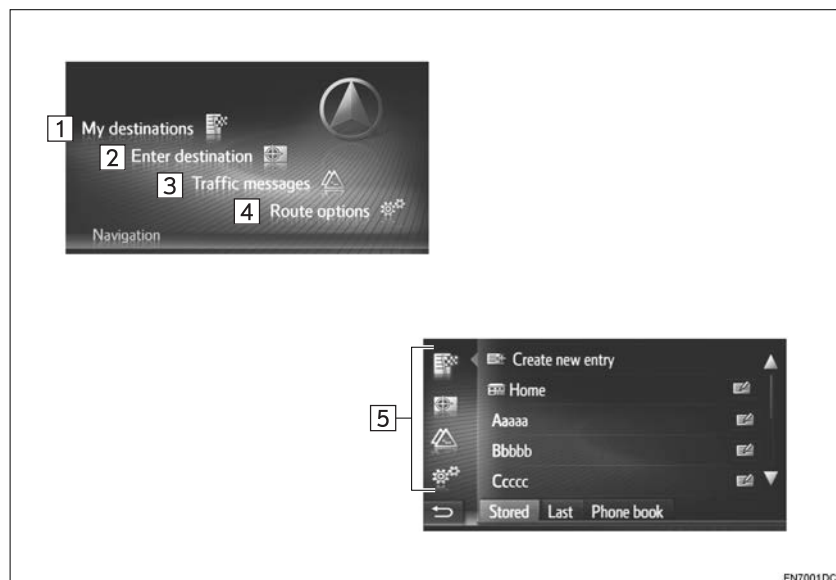 1 My destinations
2 Enter destination
3 Traffic messages
4 Route options
Navigation
5
Create new entry
Home
Aaaaa
Bbbbb
Ccccc
Stored Last Phone book
EN7001DC